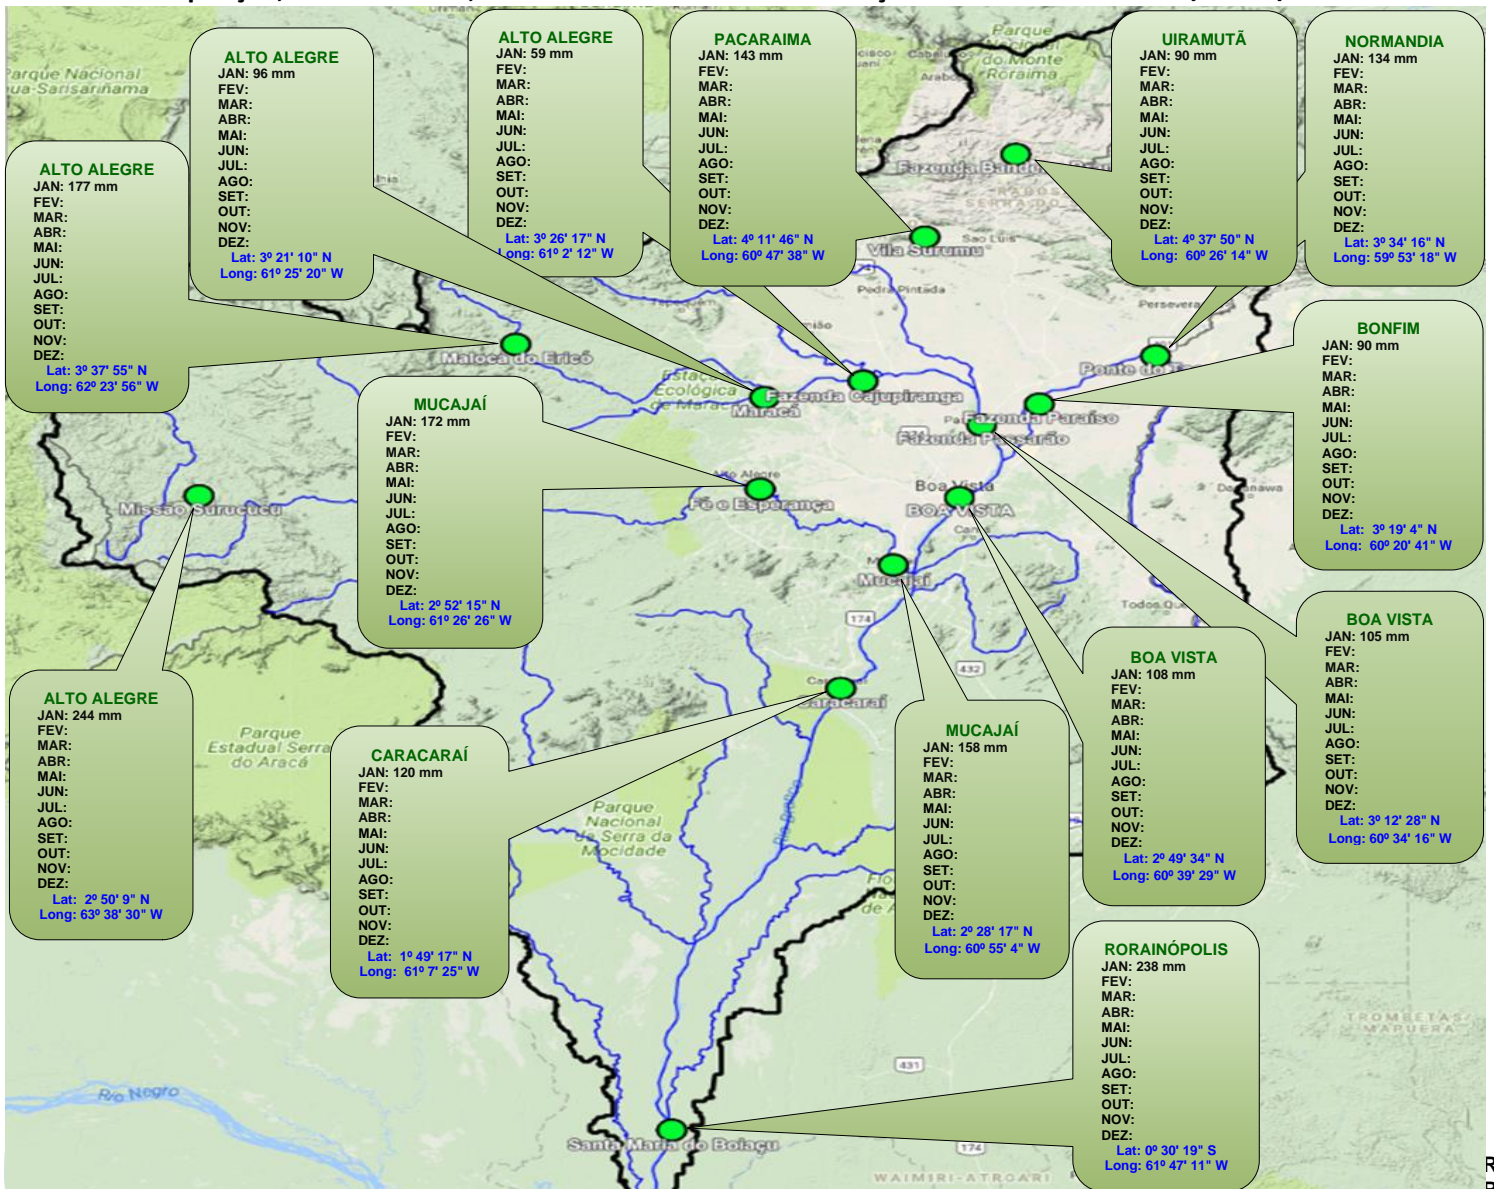 ALTO ALEGRE
JAN: 177 mm
FEV:
MAR:
ABR:
MAI:
JUN:
JUL:
AGO:
SET:
OUT:
NOV:
DEZ:
Lat: 3º 37' 55" N
Long: 62º 23' 56" W
ALTO ALEGRE
JAN: 96 mm
FEV:
MAR:
ABR:
MAI:
JUN:
JUL:
AGO:
SET:
OUT:
NOV:
DEZ:
Lat: 3º 21' 10" N
Long: 61º 25' 20" W
ALTO ALEGRE
JAN: 59 mm
FEV:
MAR:
ABR:
MAI:
JUN:
JUL:
AGO:
SET:
OUT:
NOV:
DEZ:
Lat: 3º 26' 17" N
Long: 61º 2' 12" W
PACARAIMA
JAN: 143 mm
FEV:
MAR:
ABR:
MAI:
JUN:
JUL:
AGO:
SET:
OUT:
NOV:
DEZ:
Lat: 4º 11' 46" N
Long: 60º 47' 38" W
UIRAMUTÃ
JAN: 90 mm
FEV:
MAR:
ABR:
MAI:
JUN:
JUL:
AGO:
SET:
OUT:
NOV:
DEZ:
Lat: 4º 37' 50" N
Long: 60º 26' 14" W
NORMANDIA
JAN: 134 mm
FEV:
MAR:
ABR:
MAI:
JUN:
JUL:
AGO:
SET:
OUT:
NOV:
DEZ:
Lat: 3º 34' 16" N
Long: 59º 53' 18" W
BONFIM
JAN: 90 mm
FEV:
MAR:
ABR:
MAI:
JUN:
JUL:
AGO:
SET:
OUT:
NOV:
DEZ:
Lat: 3º 19' 4" N
Long: 60º 20' 41" W
MUCAJAÍ
JAN: 172 mm
FEV:
MAR:
ABR:
MAI:
JUN:
JUL:
AGO:
SET:
OUT:
NOV:
DEZ:
Lat: 2º 52' 15" N
Long: 61º 26' 26" W
BOA VISTA
JAN: 105 mm
FEV:
MAR:
ABR:
MAI:
JUN:
JUL:
AGO:
SET:
OUT:
NOV:
DEZ:
Lat: 3º 12' 28" N
Long: 60º 34' 16" W
BOA VISTA
JAN: 108 mm
FEV:
MAR:
ABR:
MAI:
JUN:
JUL:
AGO:
SET:
OUT:
NOV:
DEZ:
Lat: 2º 49' 34" N
Long: 60º 39' 29" W
ALTO ALEGRE
JAN: 244 mm
FEV:
MAR:
ABR:
MAI:
JUN:
JUL:
AGO:
SET:
OUT:
NOV:
DEZ:
Lat: 2º 50' 9" N
Long: 63º 38' 30" W
CARACARAÍ
JAN: 120 mm
FEV:
MAR:
ABR:
MAI:
JUN:
JUL:
AGO:
SET:
OUT:
NOV:
DEZ:
Lat: 1º 49' 17" N
Long: 61º 7' 25" W
MUCAJAÍ
JAN: 158 mm
FEV:
MAR:
ABR:
MAI:
JUN:
JUL:
AGO:
SET:
OUT:
NOV:
DEZ:
Lat: 2º 28' 17" N
Long: 60º 55' 4" W
RORAINÓPOLIS
JAN: 238 mm
FEV:
MAR:
ABR:
MAI:
JUN:
JUL:
AGO:
SET:
OUT:
NOV:
DEZ:
Lat: 0º 30' 19" S
Long: 61º 47' 11" W
Parque Nacional
Parque
do Monte
Roraima
Fazenda
Vila Surumu
Sao Luis
Pedra Pintada
Maloca do Ericó
Ecológica
Maracá
Fazenda Cajupiranga
Ponte do
Fazenda Paraíso
Fazenda Passarão
Missão Surucucu
Alto Alegre
Fé e Esperança
Boa Vista
BOA VISTA
Mucajaí
174
432
Caracaraí
Parque
Estadual Serra
do Aracá
Parque
Nacional
da Serra da
Mocidade
Rio Branco
Rio Negro
431
174
Santa Maria do Boiaçu
TROMBETAS/
MAPUERA
WAIMIRI-ATROARI